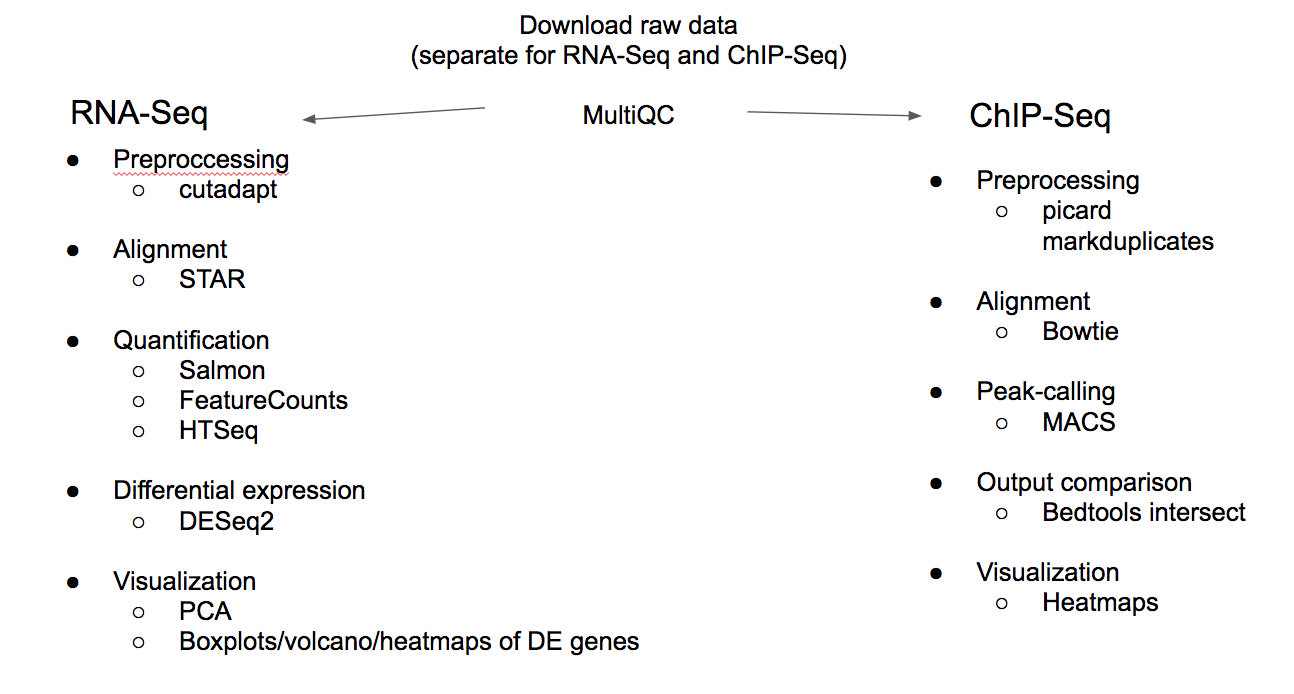 Download raw data
(separate for RNA-Seq and ChIP-Seq)
MultiQC
RNA-Seq
● Preproccessing
○ cutadapt
● Alignment
○ STAR
● Quantification
○ Salmon
○ FeatureCounts
○ HTSeq
● Differential expression
○ DESeq2
● Visualization
○ PCA
○ Boxplots/volcano/heatmaps of DE genes
ChIP-Seq
● Preprocessing
○ picard
markduplicates
● Alignment
○ Bowtie
● Peak-calling
○ MACS
● Output comparison
○ Bedtools intersect
● Visualization
○ Heatmaps